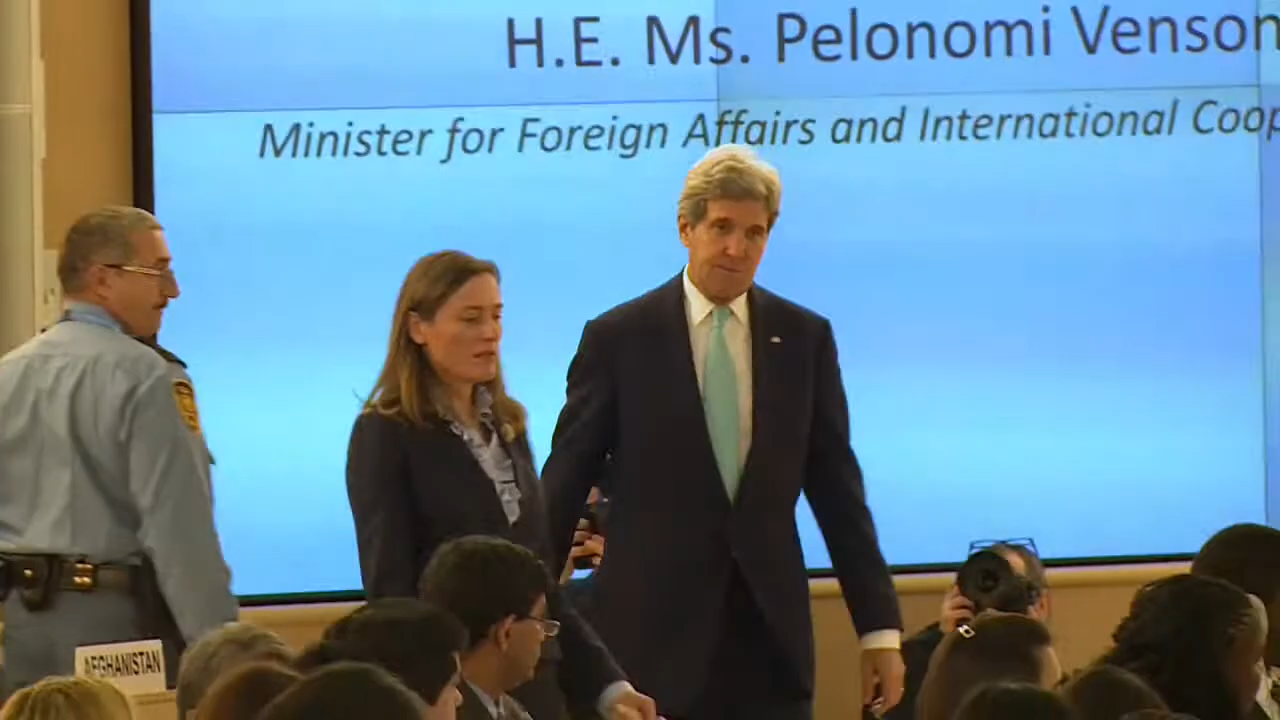 H.E. Ms. Pelonomi Venson
Minister for Foreign Affairs and International Coop
AFGHANISTAN